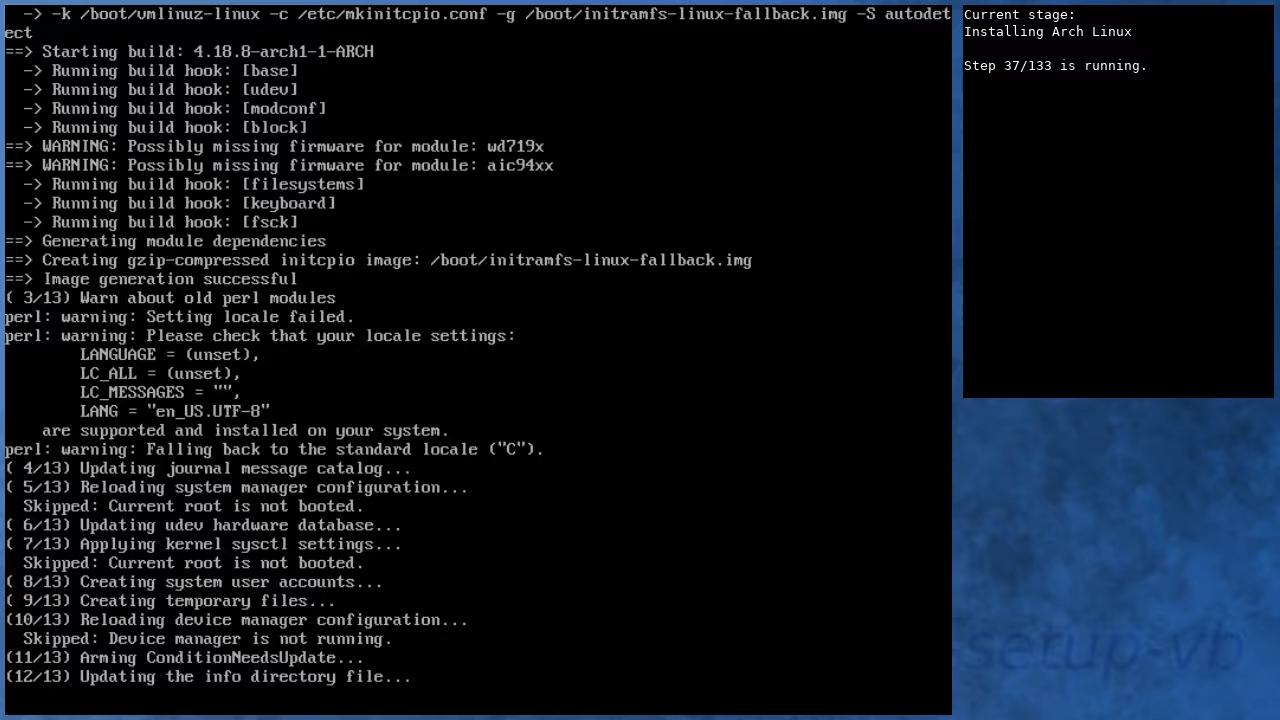 -> -k /boot/vmlinuz-linux -c /etc/mkinitcpio.conf -g /boot/initramfs-linux-fallback.img -S autodet
ect
==> Starting build: 4.18.8-arch1-1-ARCH
  -> Running build hook: [base]
  -> Running build hook: [udev]
  -> Running build hook: [modconf]
  -> Running build hook: [block]
==> WARNING: Possibly missing firmware for module: wd719x
==> WARNING: Possibly missing firmware for module: aic94xx
  -> Running build hook: [filesystems]
  -> Running build hook: [keyboard]
  -> Running build hook: [fsck]
==> Generating module dependencies
==> Creating gzip-compressed initcpio image: /boot/initramfs-linux-fallback.img
==> Image generation successful
( 3/13) Warn about old perl modules
perl: warning: Setting locale failed.
perl: warning: Please check that your locale settings:
        LANGUAGE = (unset),
        LC_ALL = (unset),
        LC_MESSAGES = "",
        LANG = "en_US.UTF-8"
    are supported and installed on your system.
perl: warning: Falling back to the standard locale ("C").
( 4/13) Updating journal message catalog...
( 5/13) Reloading system manager configuration...
  Skipped: Current root is not booted.
( 6/13) Updating udev hardware database...
( 7/13) Applying kernel sysctl settings...
  Skipped: Current root is not booted.
( 8/13) Creating system user accounts...
( 9/13) Creating temporary files...
(10/13) Reloading device manager configuration...
  Skipped: Device manager is not running.
(11/13) Arming ConditionNeedsUpdate...
(12/13) Updating the info directory file...
Current stage:
Installing Arch Linux
Step 37/133 is running.
setup-vb